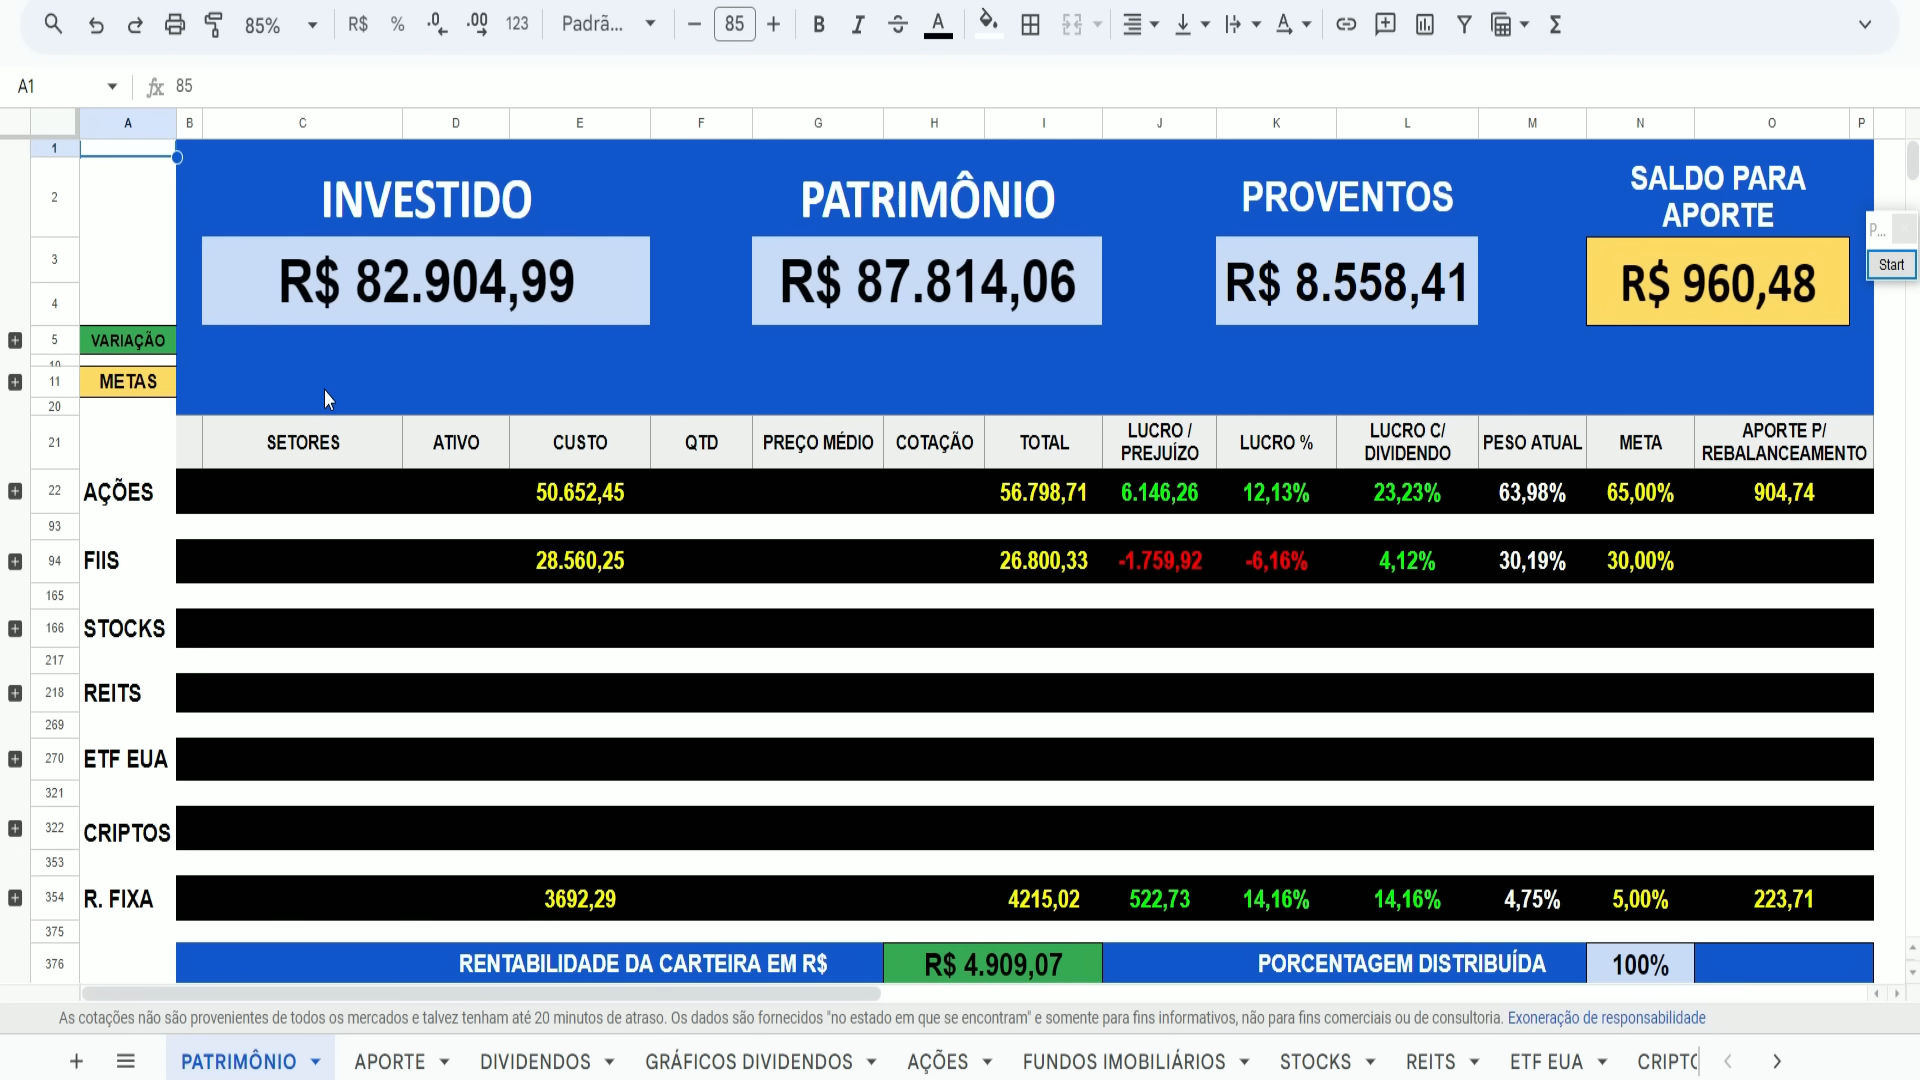 85% R$ % .0 .00 123 Padrã... 85 B I S A Σ
A1 fx 85
A B C D E F G H I J K L M N O P
1
2 INVESTIDO PATRIMÔNIO PROVENTOS SALDO PARA
APORTE
P...
3 R$ 82.904,99 R$ 87.814,06 R$ 8.558,41 R$ 960,48
Start
4
5 VARIAÇÃO
10
11 METAS
20
21 SETORES ATIVO CUSTO QTD PREÇO MÉDIO COTAÇÃO TOTAL LUCRO / PREJUÍZO LUCRO % LUCRO C/ DIVIDENDO PESO ATUAL META APORTE P/ REBALANCEAMENTO
22 AÇÕES 50.652,45 56.798,71 6.146,26 12,13% 23,23% 63,98% 65,00% 904,74
93
94 FIIS 28.560,25 26.800,33 -1.759,92 -6,16% 4,12% 30,19% 30,00%
165
166 STOCKS
217
218 REITS
269
270 ETF EUA
321
322 CRIPTOS
353
354 R. FIXA 3692,29 4215,02 522,73 14,16% 14,16% 4,75% 5,00% 223,71
375
376 RENTABILIDADE DA CARTEIRA EM R$ R$ 4.909,07 PORCENTAGEM DISTRIBUÍDA 100%
As cotações não são provenientes de todos os mercados e talvez tenham até 20 minutos de atraso. Os dados são fornecidos "no estado em que se encontram" e somente para fins informativos, não para fins comerciais ou de consultoria. Exoneração de responsabilidade
PATRIMÔNIO APORTE DIVIDENDOS GRÁFICOS DIVIDENDOS AÇÕES FUNDOS IMOBILIÁRIOS STOCKS REITS ETF EUA CRIPTO